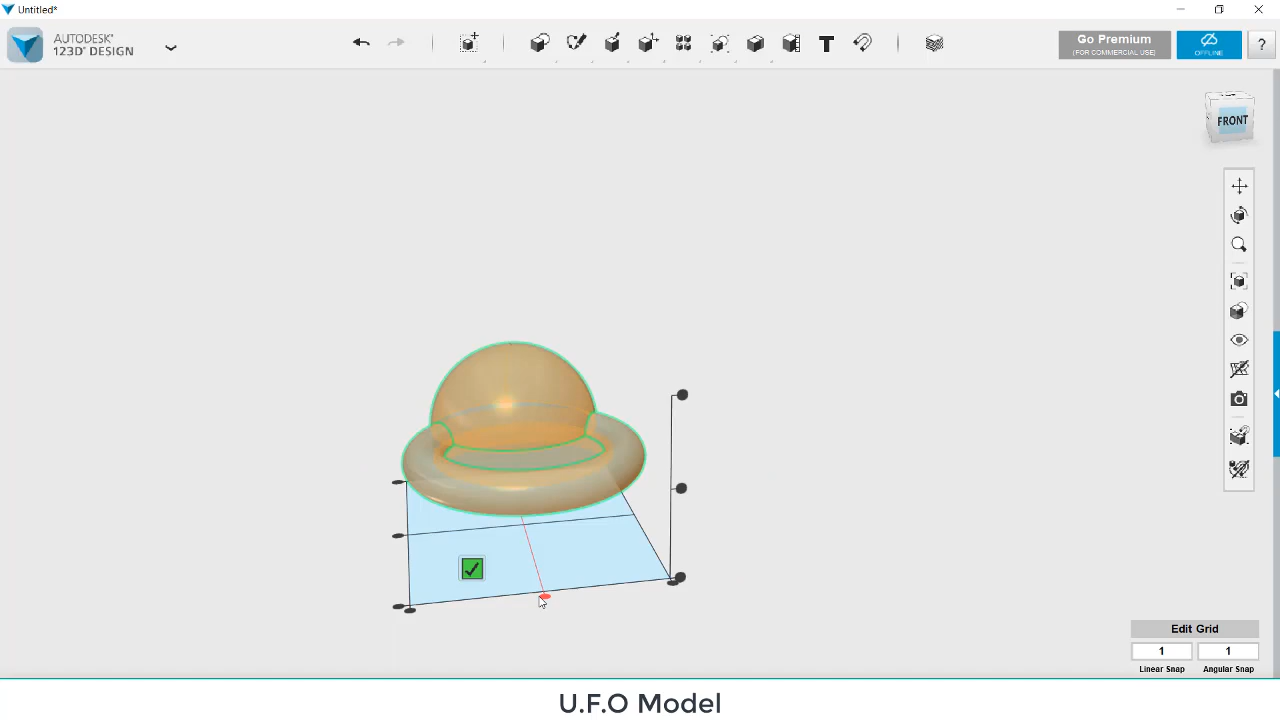 Untitled*
AUTODESK®
123D® DESIGN
Go Premium
(FOR COMMERCIAL USE)
OFFLINE
?
T
FRONT
Edit Grid
1 1
Linear Snap Angular Snap
U.F.O Model